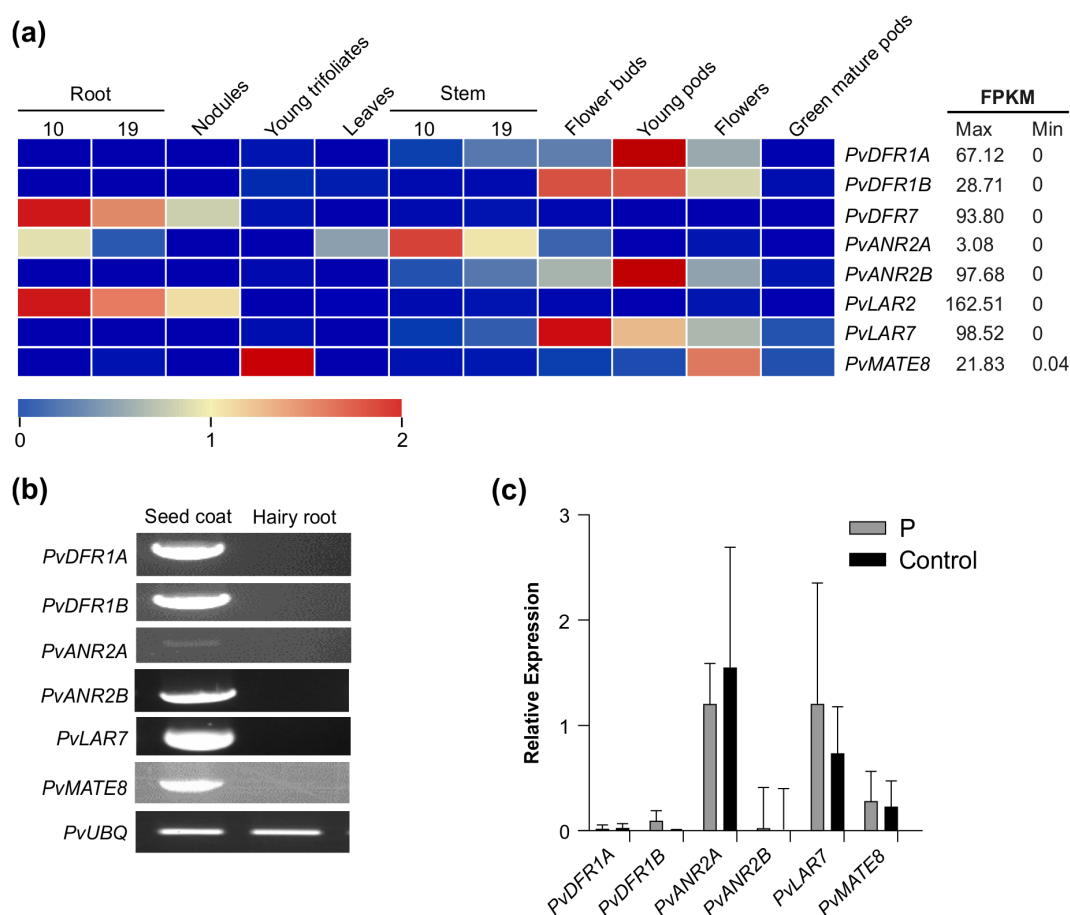 (a)
Root
Nodules
Young trifoliates
Leaves
Stem
Flower buds
Young pods
Flowers
Green mature pods
FPKM
10 19 10 19 Max Min
PvDFR1A 67.12 0
PvDFR1B 28.71 0
PvDFR7 93.80 0
PvANR2A 3.08 0
PvANR2B 97.68 0
PvLAR2 162.51 0
PvLAR7 98.52 0
PvMATE8 21.83 0.04
0 1 2
(b)
Seed coat Hairy root
PvDFR1A
PvDFR1B
PvANR2A
PvANR2B
PvLAR7
PvMATE8
PvUBQ
(c)
Relative Expression
3
2
1
0
P
Control
PvDFR1A
PvDFR1B
PvANR2A
PvANR2B
PvLAR7
PvMATE8